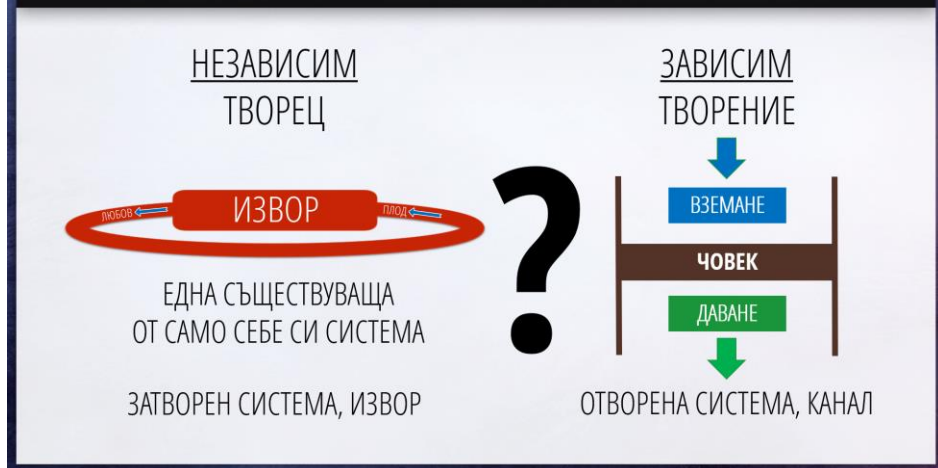 НЕЗАВИСИМ
ТВОРЕЦ
ЛЮБОВ
ИЗВОР
ПЛОД
ЕДНА СЪЩЕСТВУВАЩА
ОТ САМО СЕБЕ СИ СИСТЕМА
ЗАТВОРЕН СИСТЕМА, ИЗВОР
?
ЗАВИСИМ
ТВОРЕНИЕ
ВЗЕМАНЕ
ЧОВЕК
ДАВАНЕ
ОТВОРЕНА СИСТЕМА, КАНАЛ